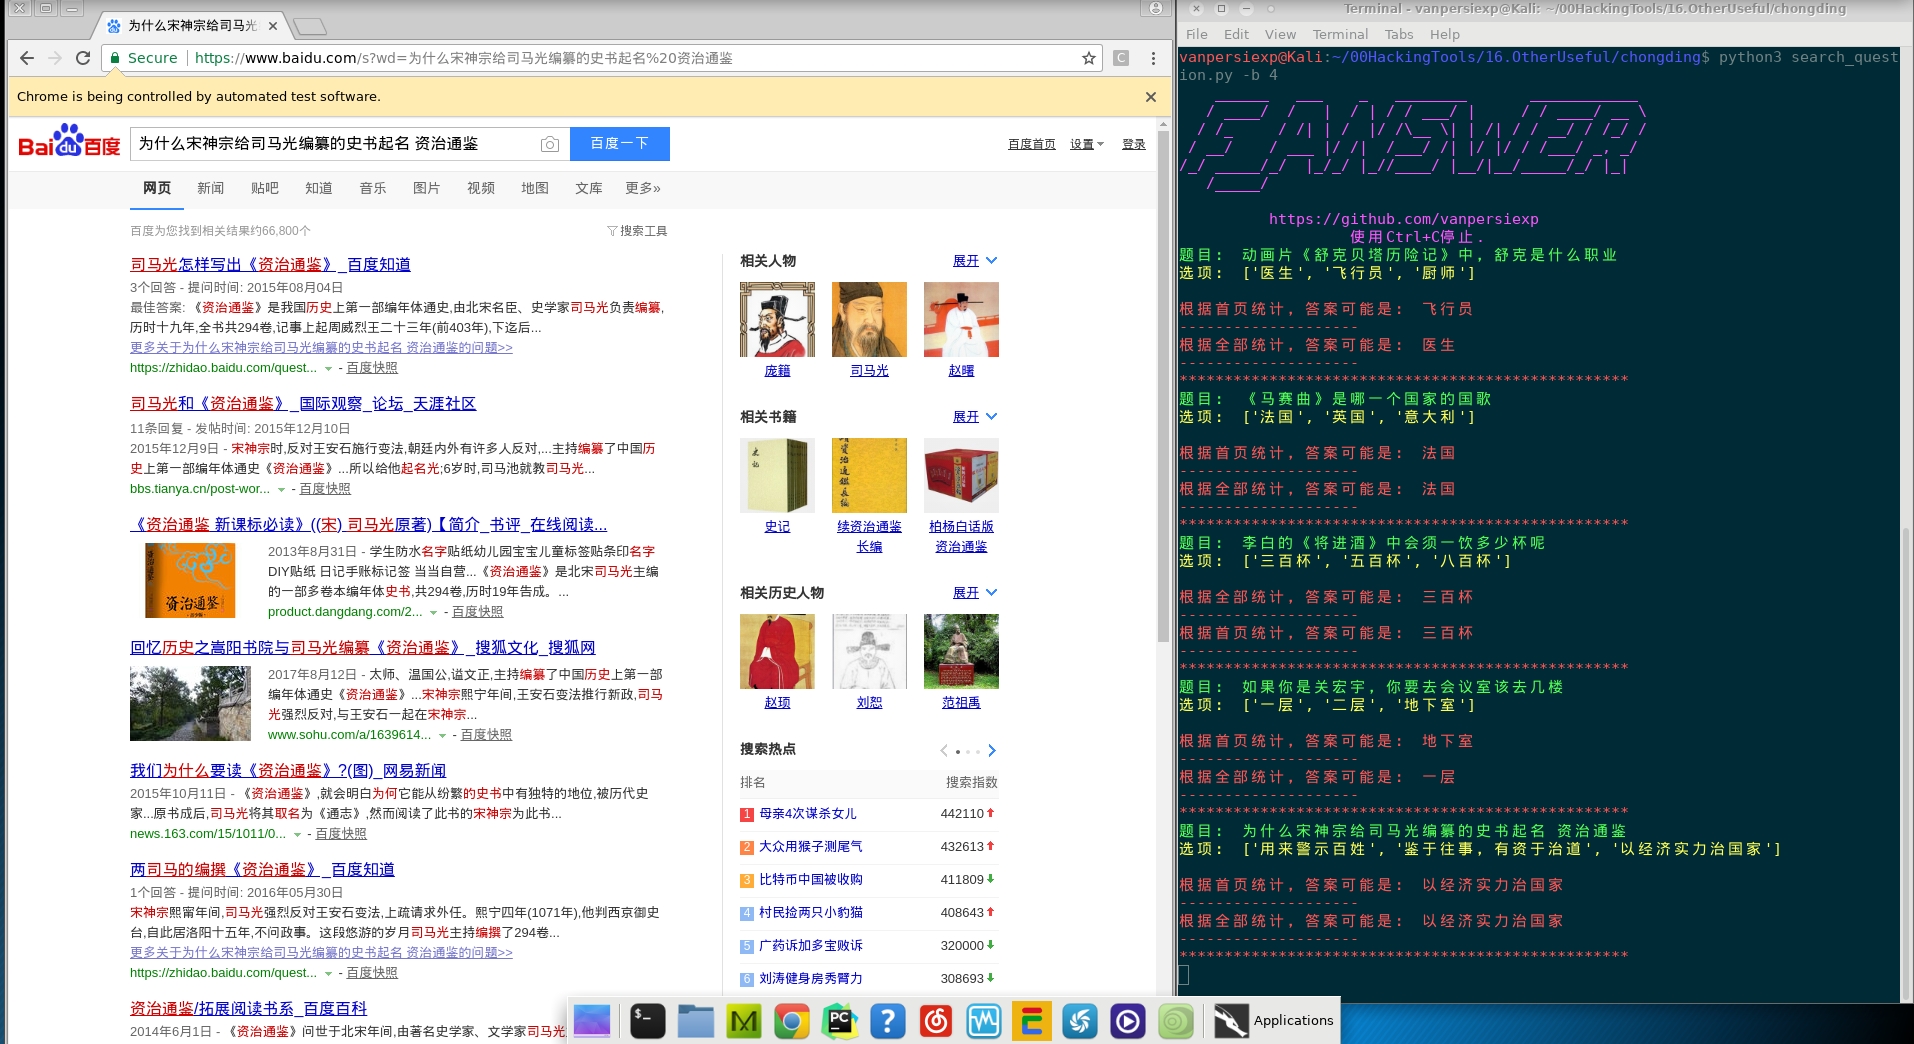 为什么宋神宗给司马光
Secure https://www.baidu.com/s?wd=为什么宋神宗给司马光编纂的史书起名%20资治通鉴
C
Chrome is being controlled by automated test software.
Bai du 百度
为什么宋神宗给司马光编纂的史书起名 资治通鉴
百度一下
百度首页 设置 登录
网页 新闻 贴吧 知道 音乐 图片 视频 地图 文库 更多»
百度为您找到相关结果约66,800个
搜索工具
司马光怎样写出《资治通鉴》_百度知道
3个回答 - 提问时间: 2015年08月04日
最佳答案: 《资治通鉴》是我国历史上第一部编年体通史,由北宋名臣、史学家司马光负责编纂,
历时十九年,全书共294卷,记事上起周威烈王二十三年(前403年),下迄后...
更多关于为什么宋神宗给司马光编纂的史书起名 资治通鉴的问题>>
https://zhidao.baidu.com/quest... - 百度快照
司马光和《资治通鉴》_国际观察_论坛_天涯社区
11条回复 - 发帖时间: 2015年12月10日
2015年12月9日 - 宋神宗时,反对王安石施行变法,朝廷内外有许多人反对,...主持编纂了中国历
史上第一部编年体通史《资治通鉴》...所以给他起名光;6岁时,司马池就教司马光...
bbs.tianya.cn/post-wor... - 百度快照
《资治通鉴 新课标必读》((宋) 司马光原著)【简介_书评_在线阅读...
资治通鉴
2013年8月31日 - 学生防水名字贴纸幼儿园宝宝儿童标签贴条印名字
DIY贴纸 日记手账标记签 当当自营...《资治通鉴》是北宋司马光主编
的一部多卷本编年体史书,共294卷,历时19年告成。...
product.dangdang.com/2... - 百度快照
回忆历史之嵩阳书院与司马光编纂《资治通鉴》_搜狐文化_搜狐网
2017年8月12日 - 太师、温国公,谥文正,主持编纂了中国历史上第一部
编年体通史《资治通鉴》...宋神宗熙宁年间,王安石变法推行新政,司马
光强烈反对,与王安石一起在宋神宗...
www.sohu.com/a/1639614... - 百度快照
我们为什么要读《资治通鉴》?(图)_网易新闻
2015年10月11日 - 《资治通鉴》,就会明白为何它能从纷繁的史书中有独特的地位,被历代史
家...原书成后,司马光将其取名为《通志》,然而阅读了此书的宋神宗为此书...
news.163.com/15/1011/0... - 百度快照
两司马的编撰《资治通鉴》_百度知道
1个回答 - 提问时间: 2016年05月30日
宋神宗熙甯年间,司马光强烈反对王安石变法,上疏请求外任。熙宁四年(1071年),他判西京御史
台,自此居洛阳十五年,不问政事。这段悠游的岁月司马光主持编撰了294卷...
更多关于为什么宋神宗给司马光编纂的史书起名 资治通鉴的问题>>
https://zhidao.baidu.com/quest... - 百度快照
资治通鉴/拓展阅读书系_百度百科
2014年6月1日 - 《资治通鉴》问世于北宋年间,由著名史学家、文学家司马光
相关人物 展开
庞籍 司马光 赵曙
相关书籍 展开
史记 续资治通鉴 柏杨白话版
长编 资治通鉴
相关历史人物 展开
赵顼 刘恕 范祖禹
搜索热点
排名 搜索指数
1 母亲4次谋杀女儿 442110
2 大众用猴子测尾气 432613
3 比特币中国被收购 411809
4 村民捡两只小豹猫 408643
5 广药诉加多宝败诉 320000
6 刘涛健身房秀臂力 308693
Terminal - vanpersiexp@Kali: ~/00HackingTools/16.OtherUseful/chongding
File Edit View Terminal Tabs Help
vanpersiexp@Kali:~/00HackingTools/16.OtherUseful/chongding$ python3 search_quest
ion.py -b 4
https://github.com/vanpersiexp
使用Ctrl+C停止.
题目: 动画片《舒克贝塔历险记》中, 舒克是什么职业
选项: ['医生', '飞行员', '厨师']
根据首页统计, 答案可能是: 飞行员
--------------------
根据全部统计, 答案可能是: 医生
--------------------
**************************************************
题目: 《马赛曲》是哪一个国家的国歌
选项: ['法国', '英国', '意大利']
根据首页统计, 答案可能是: 法国
--------------------
根据全部统计, 答案可能是: 法国
--------------------
**************************************************
题目: 李白的《将进酒》中会须一饮多少杯呢
选项: ['三百杯', '五百杯', '八百杯']
根据全部统计, 答案可能是: 三百杯
--------------------
根据首页统计, 答案可能是: 三百杯
--------------------
**************************************************
题目: 如果你是关宏宇, 你要去会议室该去几楼
选项: ['一层', '二层', '地下室']
根据首页统计, 答案可能是: 地下室
--------------------
根据全部统计, 答案可能是: 一层
--------------------
**************************************************
题目: 为什么宋神宗给司马光编纂的史书起名 资治通鉴
选项: ['用来警示百姓', '鉴于往事, 有资于治道', '以经济实力治国家']
根据首页统计, 答案可能是: 以经济实力治国家
--------------------
根据全部统计, 答案可能是: 以经济实力治国家
--------------------
**************************************************
Applications